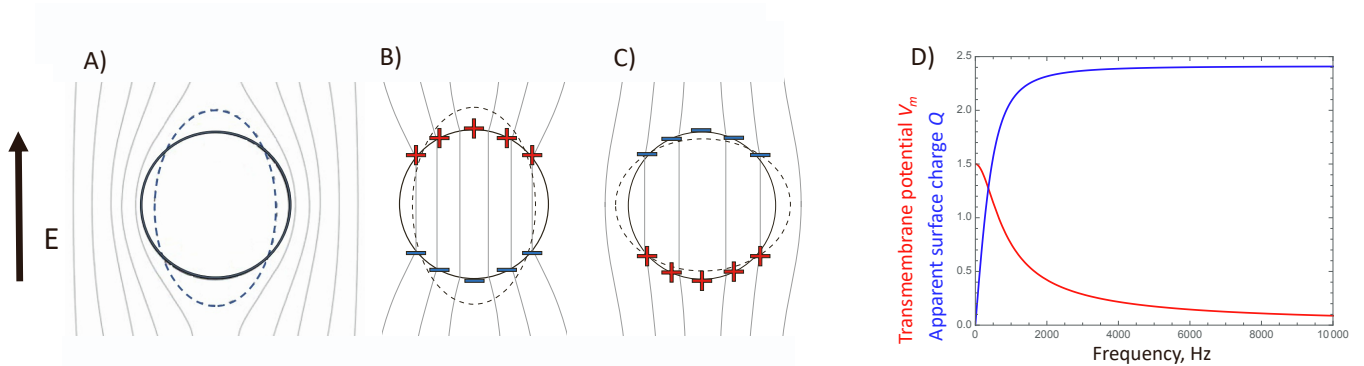 A)
B)
C)
D)
E
Transmembrane potential V_m
Apparent surface charge Q
2.5
2.0
1.5
1.0
0.5
0.0
0
2000
4000
6000
8000
10000
Frequency, Hz